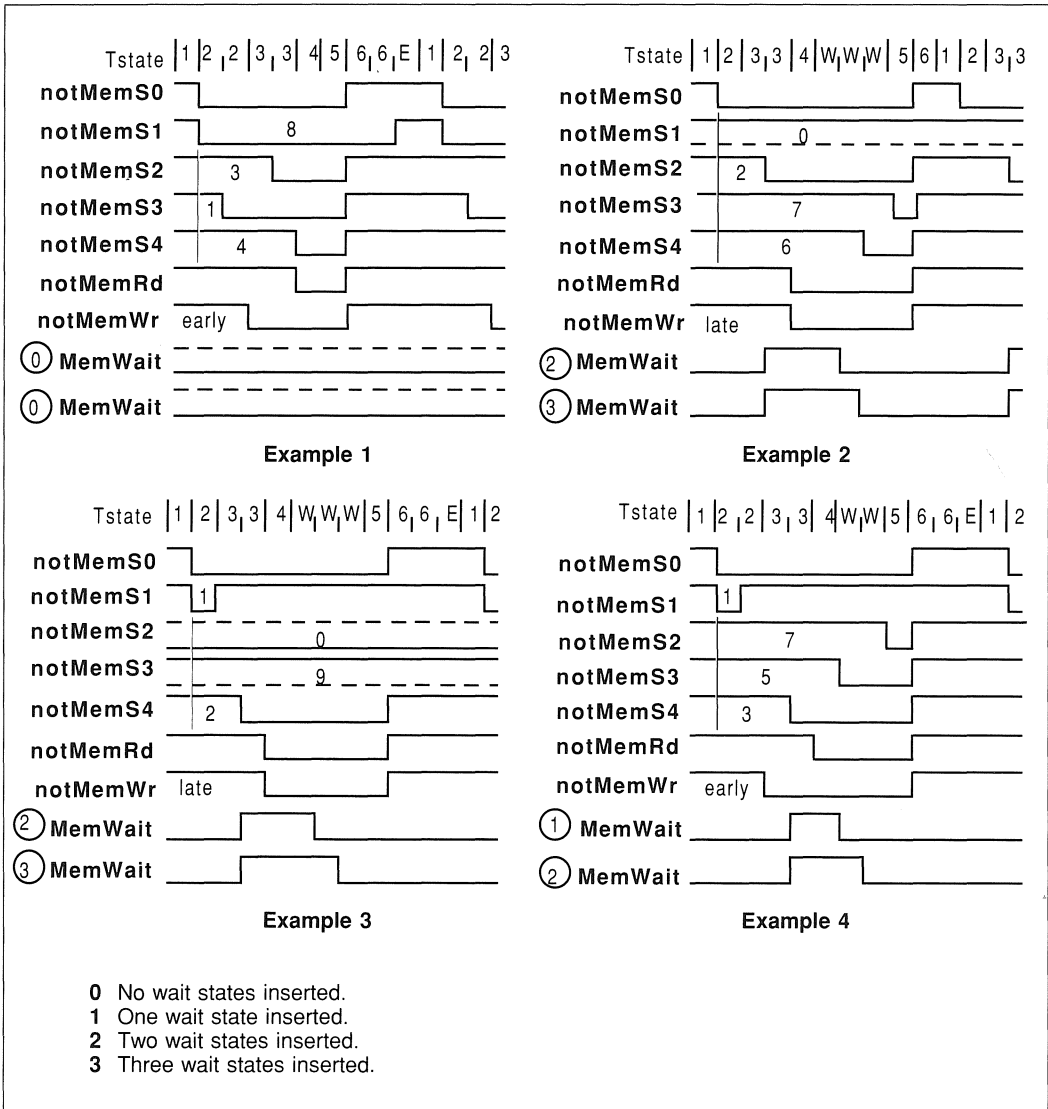 Tstate 1 2 2 3 3 4 5 6 6 E 1 2 2 3
notMemS0
notMemS1 8
notMemS2 3
notMemS3 1
notMemS4 4
notMemRd
notMemWr early
0 MemWait
0 MemWait
Example 1
Tstate 1 2 3 3 4 W W W 5 6 1 2 3 3
notMemS0
notMemS1 0
notMemS2 2
notMemS3 7
notMemS4 6
notMemRd
notMemWr late
2 MemWait
3 MemWait
Example 2
Tstate 1 2 3 3 4 W W W 5 6 6 E 1 2
notMemS0
notMemS1 1
notMemS2 0
notMemS3 9
notMemS4 2
notMemRd
notMemWr late
2 MemWait
3 MemWait
Example 3
Tstate 1 2 2 3 3 4 W W 5 6 6 E 1 2
notMemS0
notMemS1 1
notMemS2 7
notMemS3 5
notMemS4 3
notMemRd
notMemWr early
1 MemWait
2 MemWait
Example 4
0 No wait states inserted.
1 One wait state inserted.
2 Two wait states inserted.
3 Three wait states inserted.